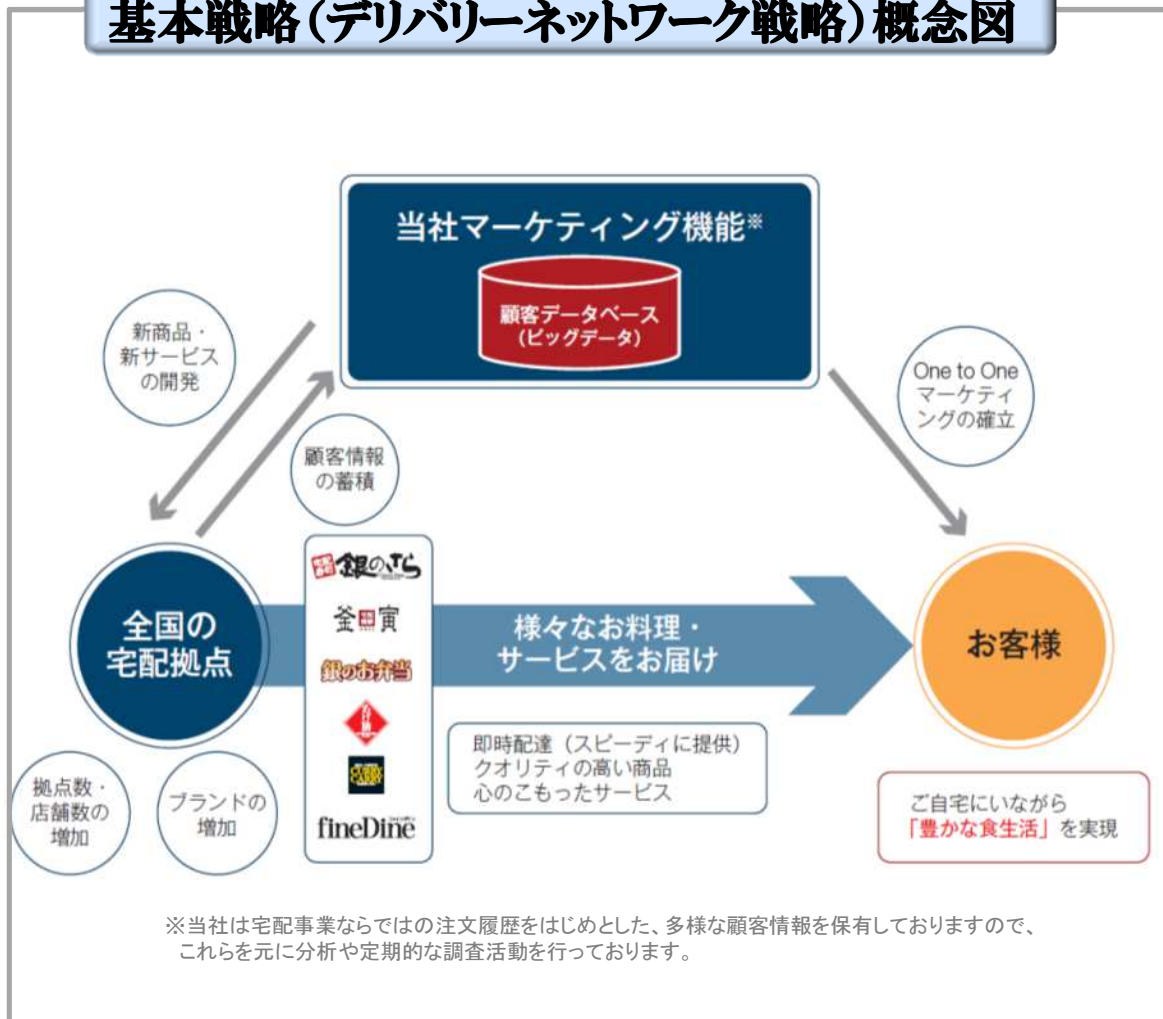 基本戦略(デリバリーネットワーク戦略)概念図
当社マーケティング機能※
顧客データベース
(ビッグデータ)
新商品・
新サービス
の開発
顧客情報
の蓄積
One to One
マーケティ
ングの確立
全国の
宅配拠点
銀のさら
釜寅
銀のお弁当
fineDine
様々なお料理・
サービスをお届け
お客様
即時配達（スピーディに提供）
クオリティの高い商品
心のこもったサービス
拠点数・
店舗数の
増加
ブランドの
増加
ご自宅にいながら
「豊かな食生活」を実現
※当社は宅配事業ならではの注文履歴をはじめとした、多様な顧客情報を保有しておりますので、
これらを元に分析や定期的な調査活動を行っております。